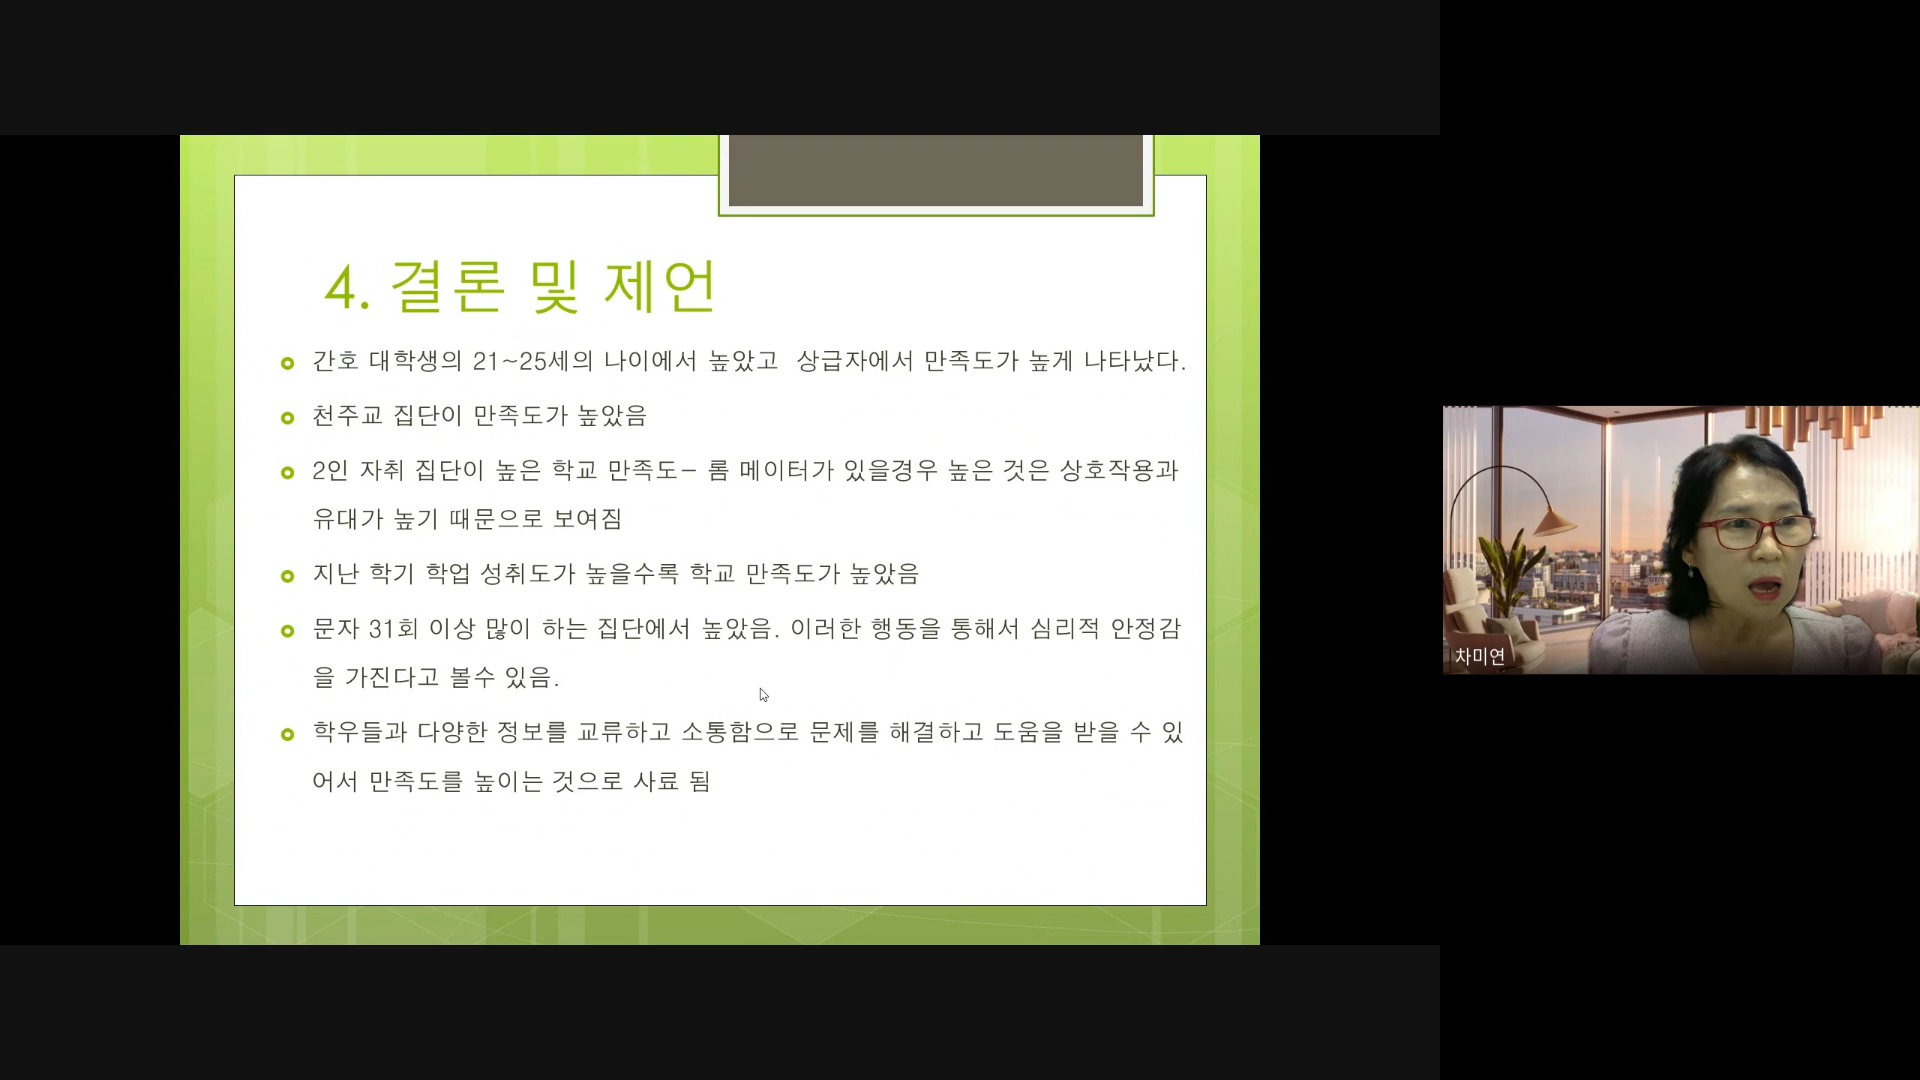 4. 결론 및 제언
간호 대학생의 21~25세의 나이에서 높았고 상급자에서 만족도가 높게 나타났다.
천주교 집단이 만족도가 높았음
2인 자취 집단이 높은 학교 만족도– 룸 메이터가 있을경우 높은 것은 상호작용과
유대가 높기 때문으로 보여짐
지난 학기 학업 성취도가 높을수록 학교 만족도가 높았음
문자 31회 이상 많이 하는 집단에서 높았음. 이러한 행동을 통해서 심리적 안정감
을 가진다고 볼수 있음.
학우들과 다양한 정보를 교류하고 소통함으로 문제를 해결하고 도움을 받을 수 있
어서 만족도를 높이는 것으로 사료 됨
차미연